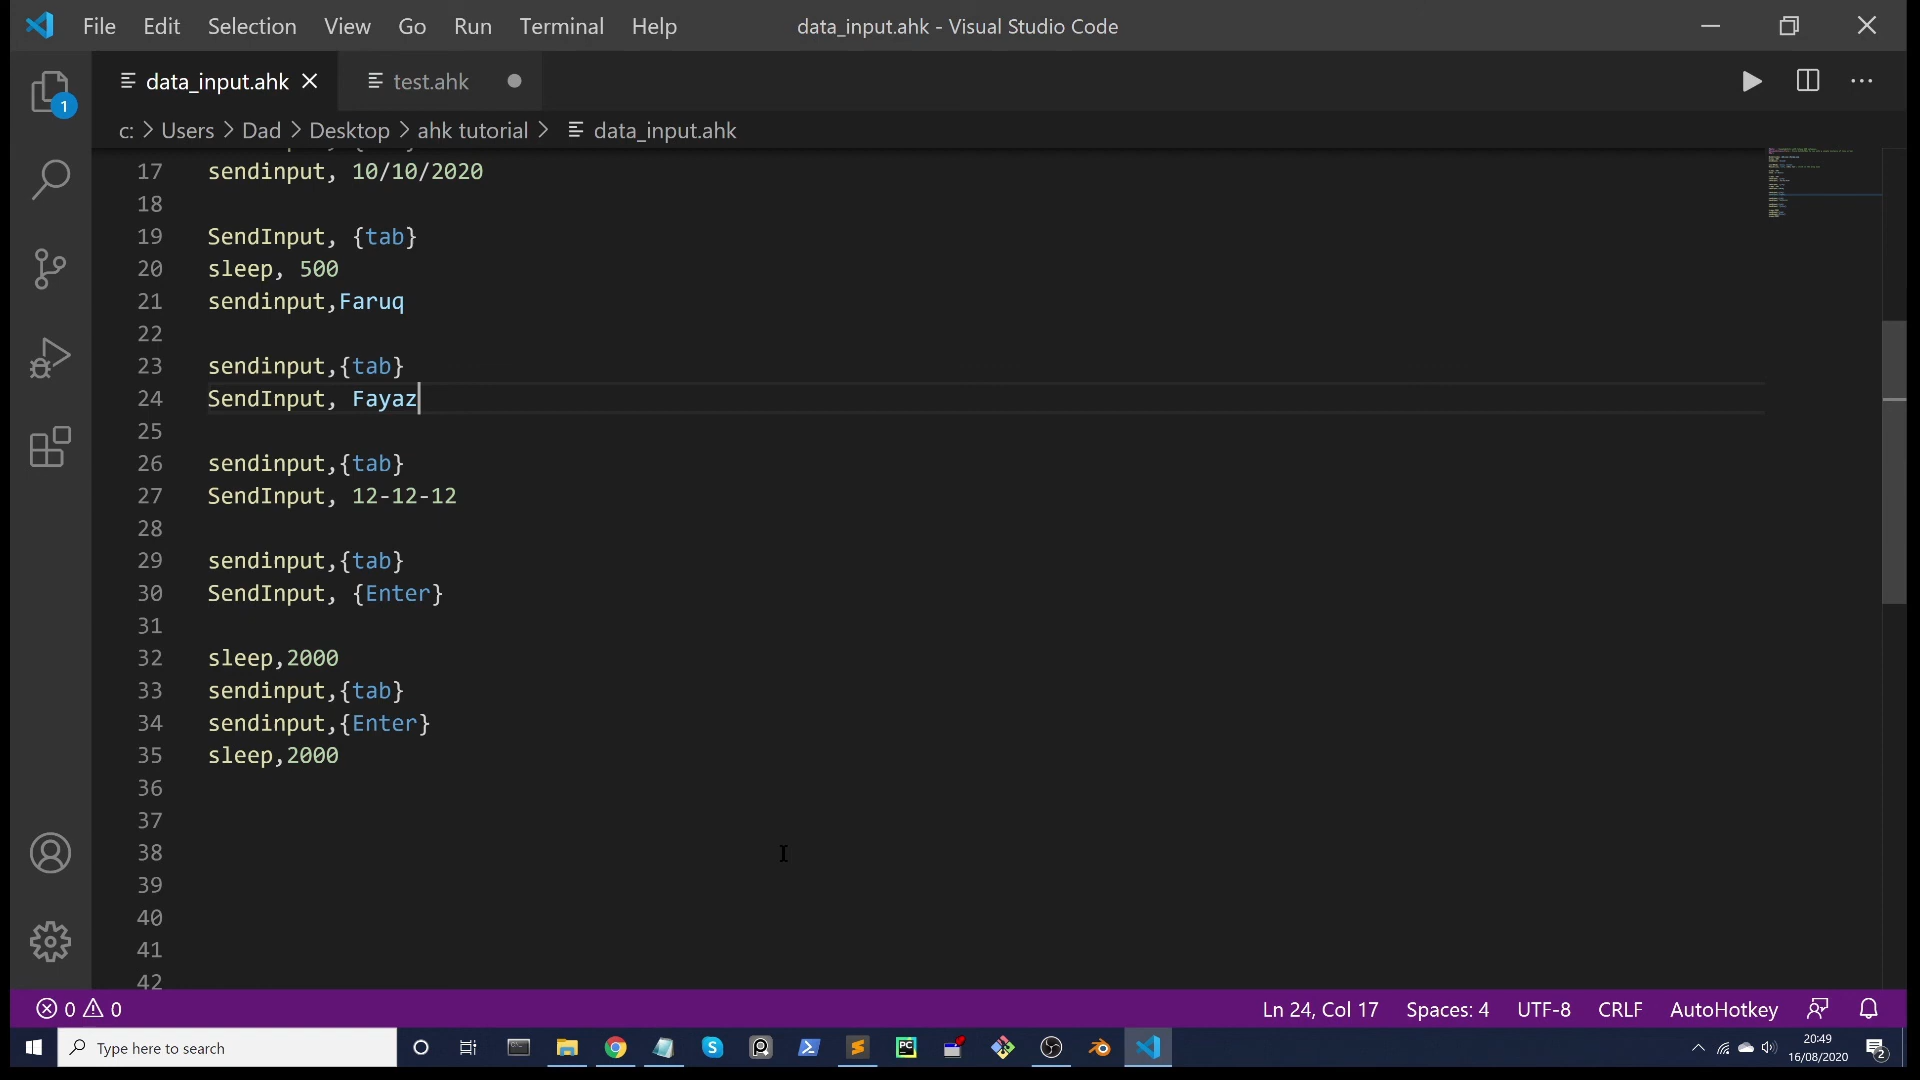 File Edit Selection View Go Run Terminal Help data_input.ahk - Visual Studio Code
data_input.ahk test.ahk
1
c: > Users > Dad > Desktop > ahk tutorial > data_input.ahk
17 sendinput, 10/10/2020
18
19 SendInput, {tab}
20 sleep, 500
21 sendinput,Faruq
22
23 sendinput,{tab}
24 SendInput, Fayaz
25
26 sendinput,{tab}
27 SendInput, 12-12-12
28
29 sendinput,{tab}
30 SendInput, {Enter}
31
32 sleep,2000
33 sendinput,{tab}
34 sendinput,{Enter}
35 sleep,2000
36
37
38
39
40
41
42
0 0 Ln 24, Col 17 Spaces: 4 UTF-8 CRLF AutoHotkey
Type here to search
20:49
16/08/2020
2